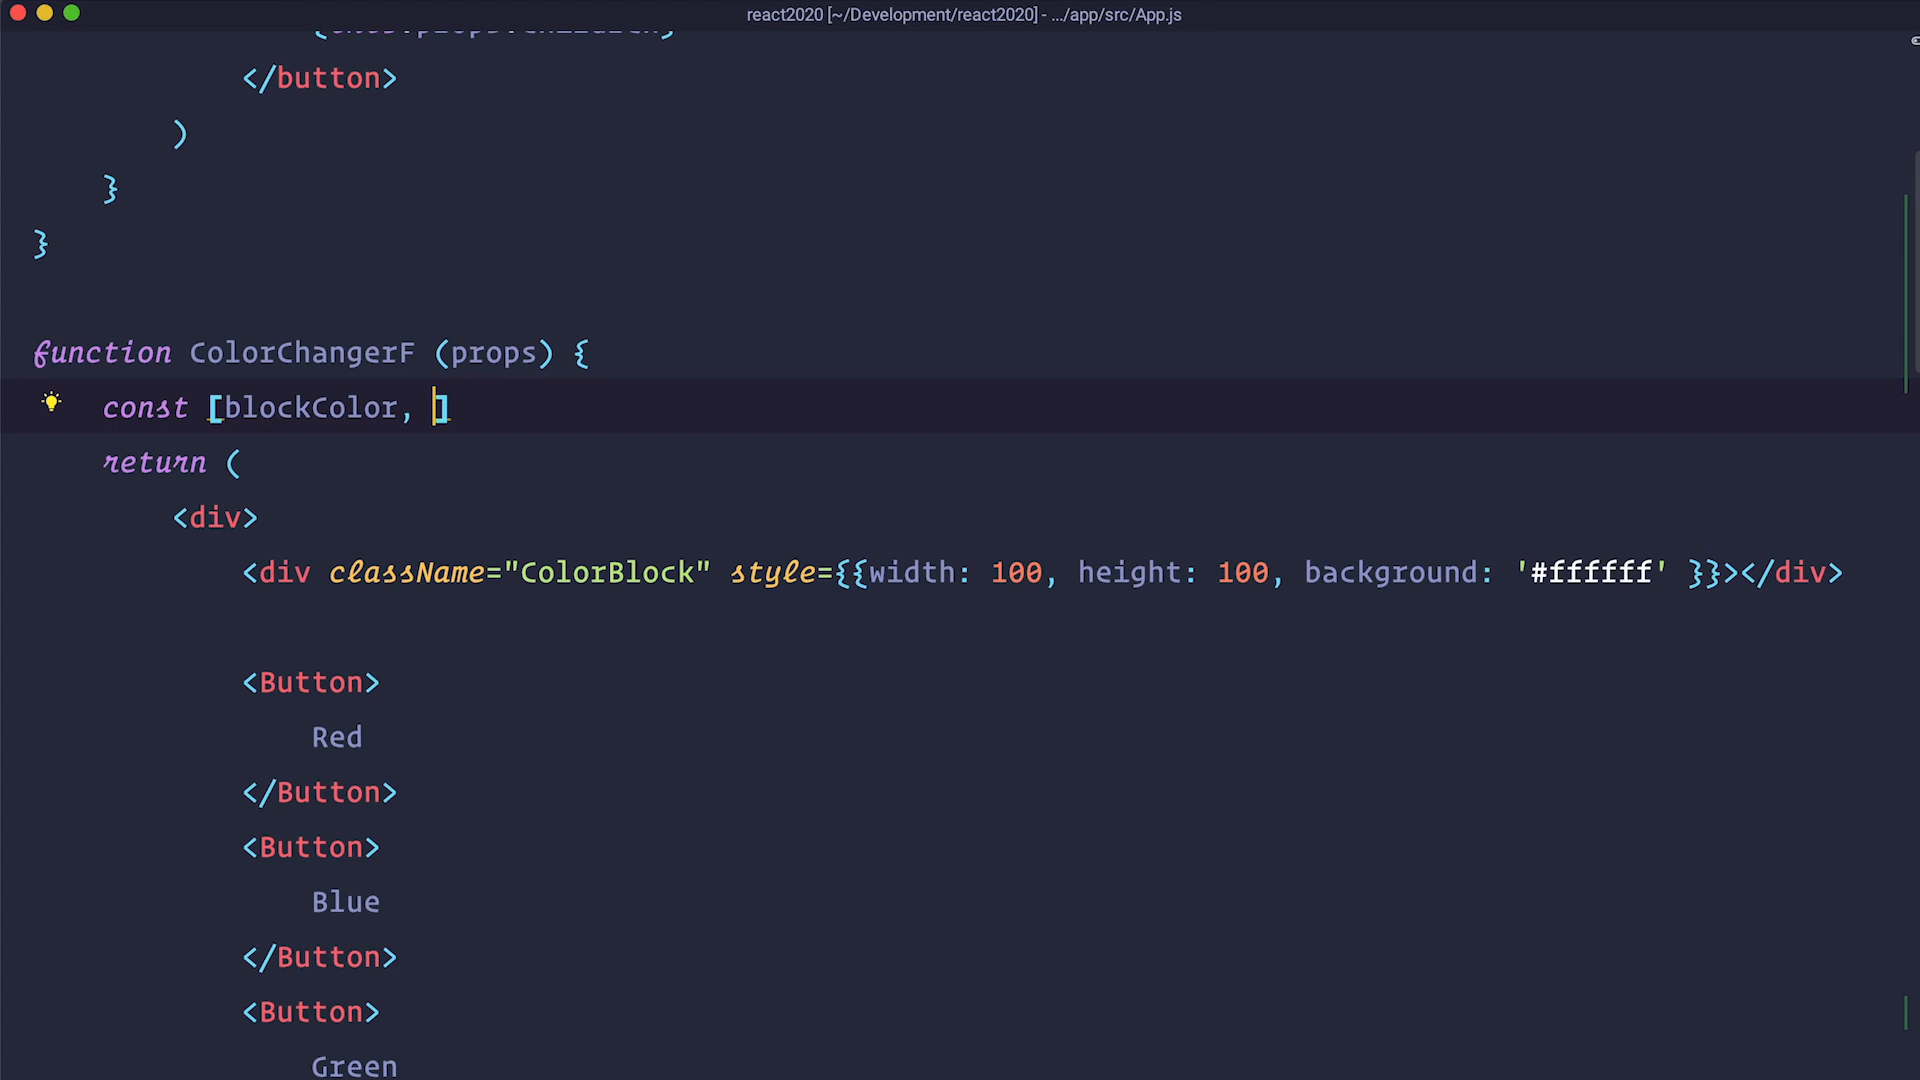 react2020 [~/Development/react2020] - .../app/src/App.js
</button>
)
}
}
function ColorChangerF (props) {
const [blockColor, ]
return (
<div>
<div className="ColorBlock" style={{width: 100, height: 100, background: '#ffffff' }}></div>
<Button>
Red
</Button>
<Button>
Blue
</Button>
<Button>
Green